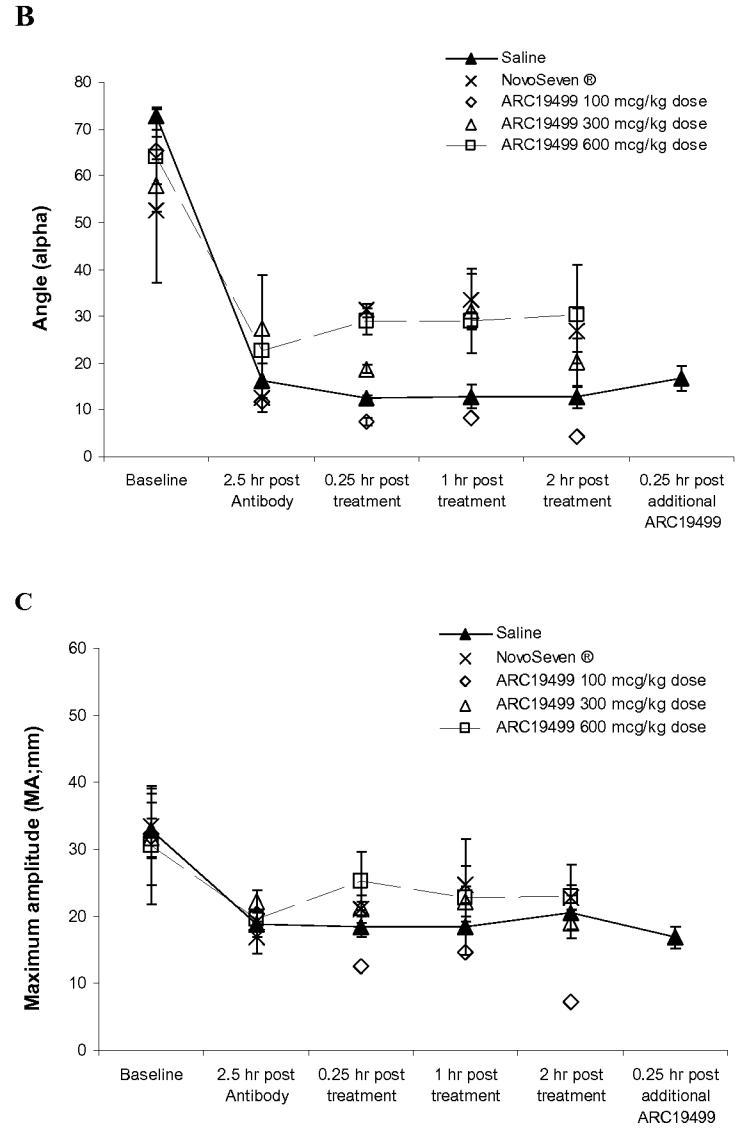 B
Saline
NovoSeven ®
ARC19499 100 mcg/kg dose
ARC19499 300 mcg/kg dose
ARC19499 600 mcg/kg dose
Angle (alpha)
80
70
60
50
40
30
20
10
0
Baseline
2.5 hr post
Antibody
0.25 hr post
treatment
1 hr post
treatment
2 hr post
treatment
0.25 hr post
additional
ARC19499
C
Saline
NovoSeven ®
ARC19499 100 mcg/kg dose
ARC19499 300 mcg/kg dose
ARC19499 600 mcg/kg dose
Maximum amplitude (MA;mm)
60
50
40
30
20
10
0
Baseline
2.5 hr post
Antibody
0.25 hr post
treatment
1 hr post
treatment
2 hr post
treatment
0.25 hr post
additional
ARC19499